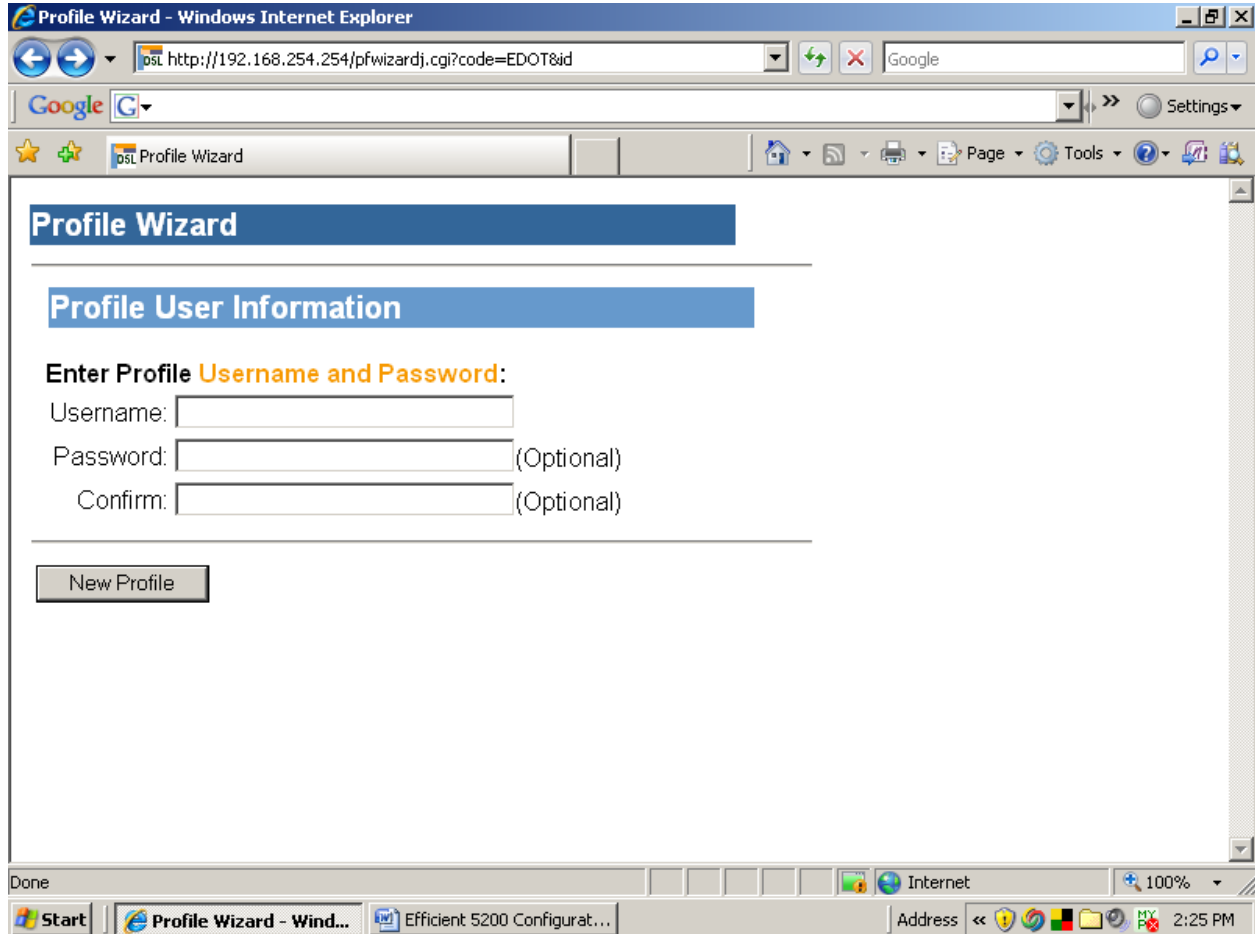 Profile Wizard - Windows Internet Explorer
DSL http://192.168.254.254/pfwizardj.cgi?code=EDOT&id
Google
Google G
Settings
DSL Profile Wizard
Page Tools
Profile Wizard
Profile User Information
Enter Profile Username and Password:
Username:
Password: (Optional)
Confirm: (Optional)
New Profile
Done Internet 100%
Start Profile Wizard - Wind... Efficient 5200 Configurat... Address « 2:25 PM